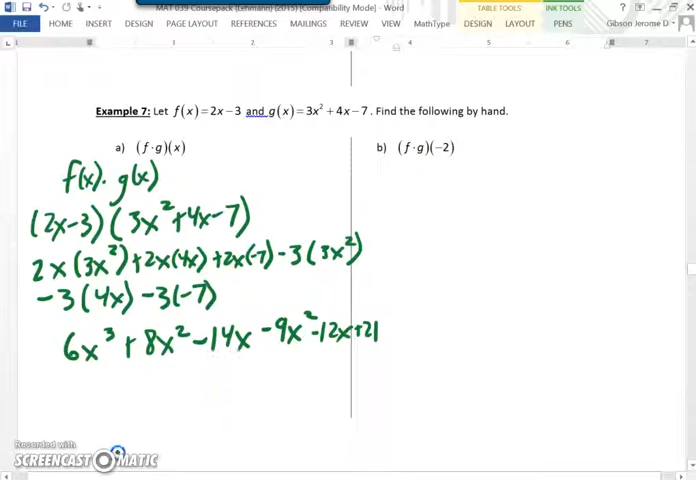 MAT 039 Coursepack (Lehmann) (2015) [Compatibility Mode] - Word
TABLE TOOLS
INK TOOLS
FILE HOME INSERT DESIGN PAGE LAYOUT REFERENCES MAILINGS REVIEW VIEW MathType DESIGN LAYOUT PENS Gibson Jerome D
Example 7: Let f(x)=2x−3 and g(x)=3x²+4x−7. Find the following by hand.
a) (f·g)(x)
b) (f·g)(−2)
f(x). g(x)
(2x-3)(3x²+4x-7)
2x(3x²)+2x(4x)+2x(-7)-3(3x²)
-3(4x)-3(-7)
6x³+8x²-14x-9x²-12x+21
Recorded with
SCREENCAST-O-MATIC